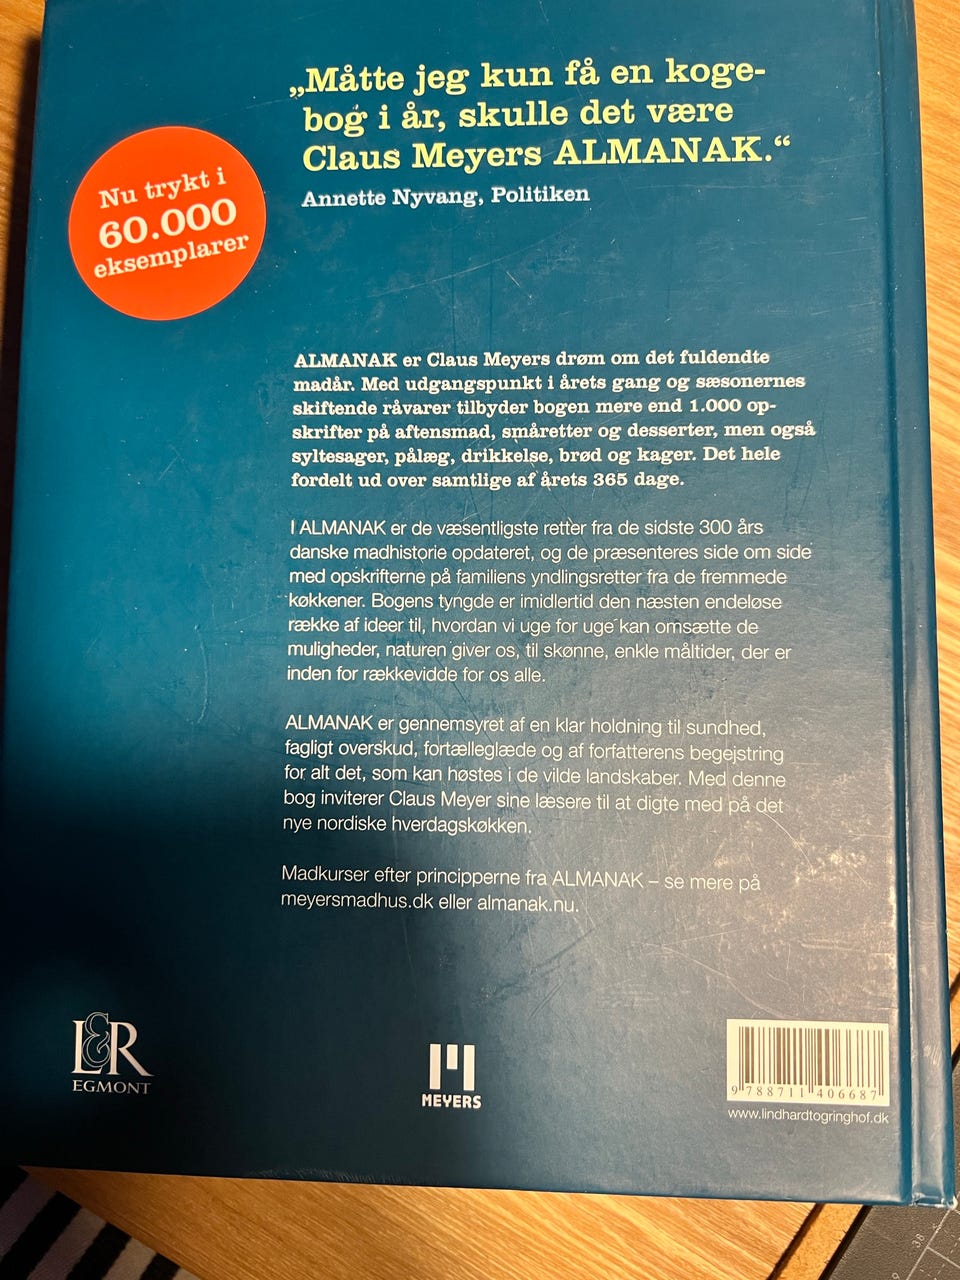 „Måtte jeg kun få en koge-
bog i år, skulle det være
Claus Meyers ALMANAK.“
Annette Nyvang, Politiken
Nu trykt i
60.000
eksemplarer
ALMANAK er Claus Meyers drøm om det fuldendte
madår. Med udgangspunkt i årets gang og sæsonernes
skiftende råvarer tilbyder bogen mere end 1.000 op-
skrifter på aftensmad, småretter og desserter, men også
syltesager, pålæg, drikkelse, brød og kager. Det hele
fordelt ud over samtlige af årets 365 dage.
I ALMANAK er de væsentligste retter fra de sidste 300 års
danske madhistorie opdateret, og de præsenteres side om side
med opskrifterne på familiens yndlingsretter fra de fremmede
køkkener. Bogens tyngde er imidlertid den næsten endeløse
række af ideer til, hvordan vi uge for uge kan omsætte de
muligheder, naturen giver os, til skønne, enkle måltider, der er
inden for rækkevidde for os alle.
ALMANAK er gennemsyret af en klar holdning til sundhed,
fagligt overskud, fortælleglæde og af forfatterens begejstring
for alt det, som kan høstes i de vilde landskaber. Med denne
bog inviterer Claus Meyer sine læsere til at digte med på det
nye nordiske hverdagskøkken.
Madkurser efter principperne fra ALMANAK – se mere på
meyersmadhus.dk eller almanak.nu.
L&R
EGMONT
MEYERS
9 788711 406687
www.lindhardtogringhof.dk
38